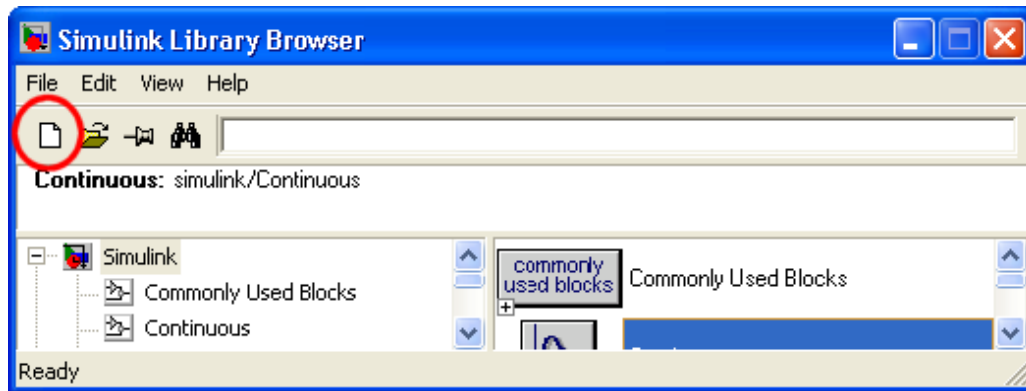 Simulink Library Browser
File Edit View Help
Continuous: simulink/Continuous
Simulink
Commonly Used Blocks
Continuous
commonly
used blocks
Commonly Used Blocks
Ready